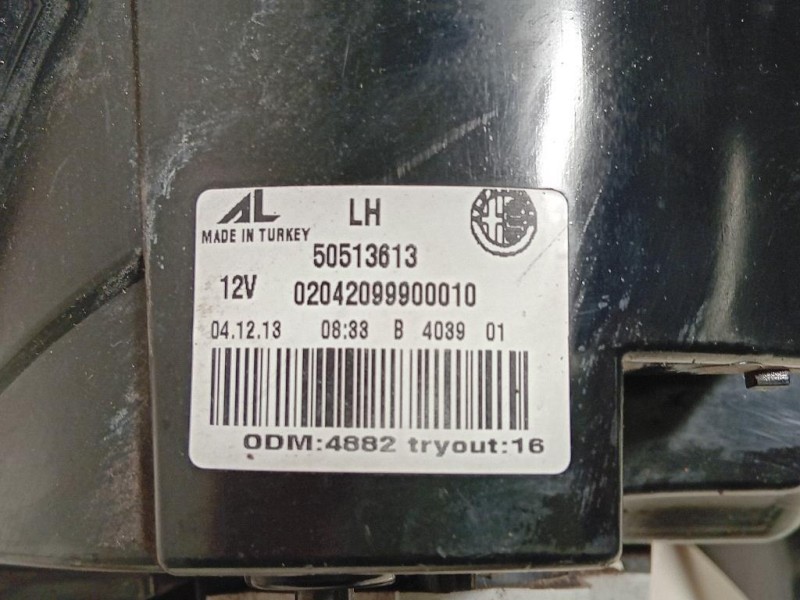 AL LH
MADE IN TURKEY
50513613
12V 02042099900010
04.12.13 08:33 B 4039 01
ODM:4882 tryout:16